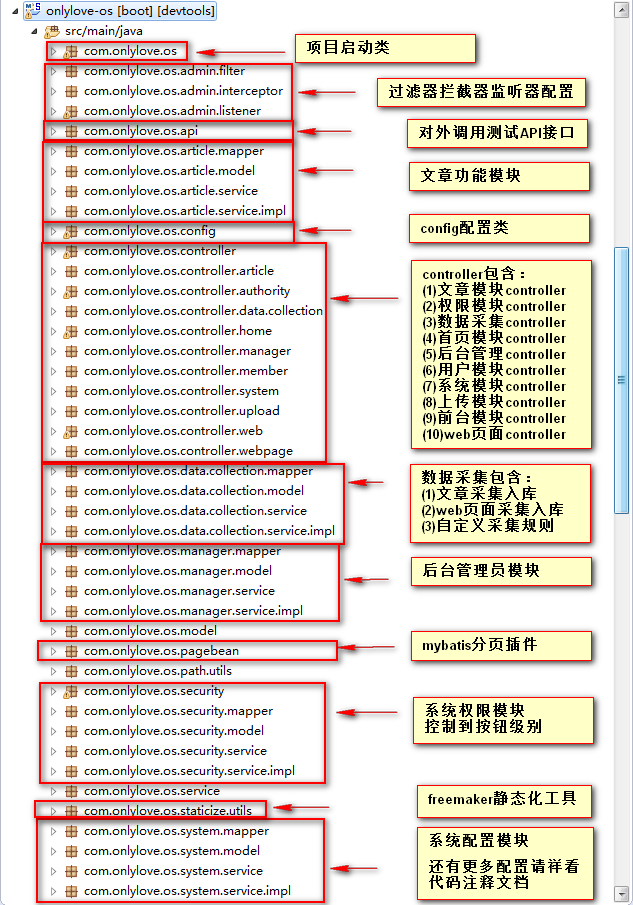 onlylove-os [boot] [devtools]
src/main/java
com.onlylove.os
项目启动类
com.onlylove.os.admin.filter
com.onlylove.os.admin.interceptor
com.onlylove.os.admin.listener
过滤器拦截器监听器配置
com.onlylove.os.api
对外调用测试API接口
com.onlylove.os.article.mapper
com.onlylove.os.article.model
com.onlylove.os.article.service
com.onlylove.os.article.service.impl
文章功能模块
com.onlylove.os.config
config配置类
com.onlylove.os.controller
com.onlylove.os.controller.article
com.onlylove.os.controller.authority
com.onlylove.os.controller.data.collection
com.onlylove.os.controller.home
com.onlylove.os.controller.manager
com.onlylove.os.controller.member
com.onlylove.os.controller.system
com.onlylove.os.controller.upload
com.onlylove.os.controller.web
com.onlylove.os.controller.webpage
controller包含：
(1)文章模块controller
(2)权限模块controller
(3)数据采集controller
(4)首页模块controller
(5)后台管理controller
(6)用户模块controller
(7)系统模块controller
(8)上传模块controller
(9)前台模块controller
(10)web页面controller
com.onlylove.os.data.collection.mapper
com.onlylove.os.data.collection.model
com.onlylove.os.data.collection.service
com.onlylove.os.data.collection.service.impl
数据采集包含：
(1)文章采集入库
(2)web页面采集入库
(3)自定义采集规则
com.onlylove.os.manager.mapper
com.onlylove.os.manager.model
com.onlylove.os.manager.service
com.onlylove.os.manager.service.impl
后台管理员模块
com.onlylove.os.model
com.onlylove.os.pagebean
mybatis分页插件
com.onlylove.os.path.utils
com.onlylove.os.security
com.onlylove.os.security.mapper
com.onlylove.os.security.model
com.onlylove.os.security.service
com.onlylove.os.security.service.impl
系统权限模块
控制到按钮级别
com.onlylove.os.service
com.onlylove.os.staticize.utils
freemaker静态化工具
com.onlylove.os.system.mapper
com.onlylove.os.system.model
com.onlylove.os.system.service
com.onlylove.os.system.service.impl
系统配置模块
还有更多配置请祥看
代码注释文档